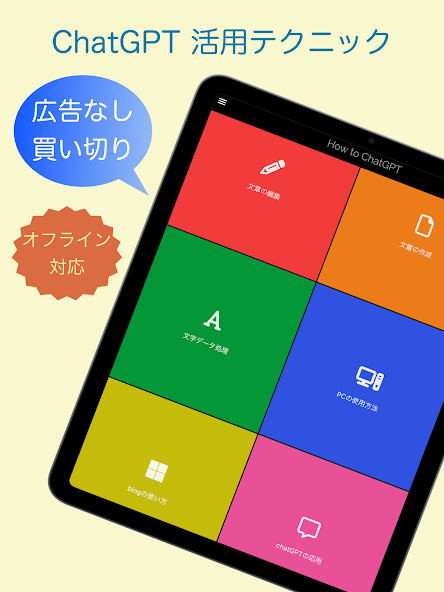 ChatGPT 活用テクニック
広告なし
買い切り
オフライン
対応
How to ChatGPT
文章の編集
文書の作成
文字データ処理
PCの使用方法
bingの使い方
chatGPTの応用